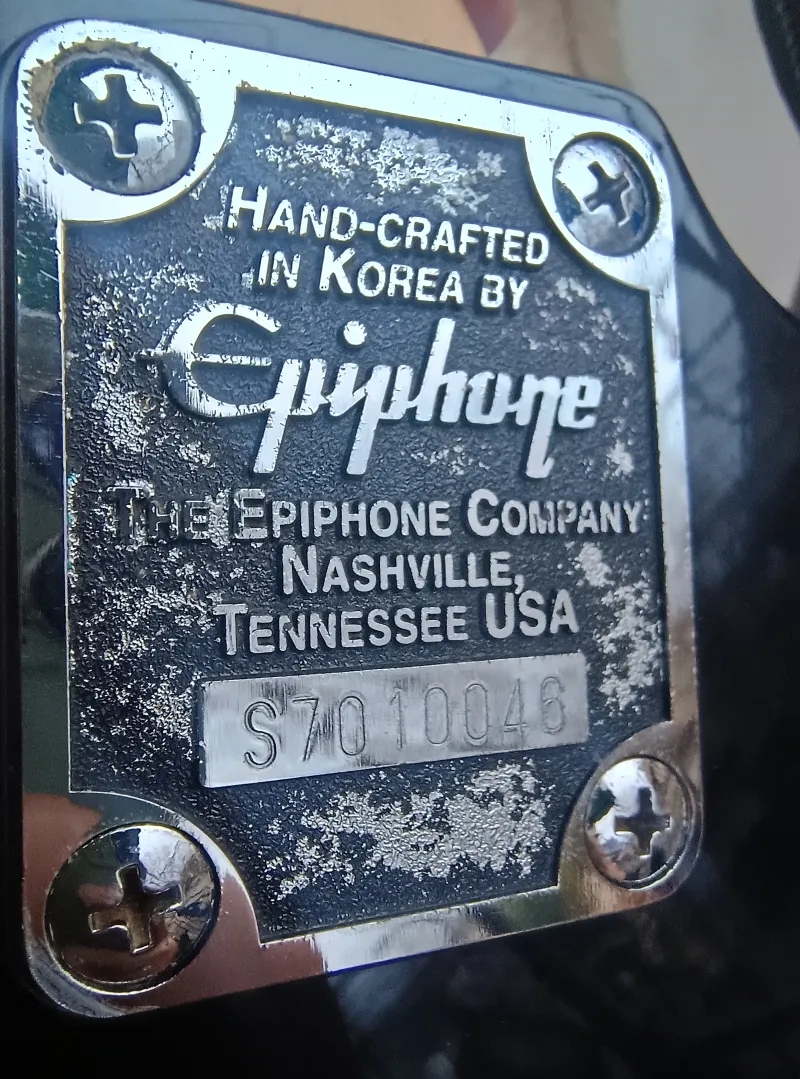 HAND-CRAFTED
IN KOREA BY
Epiphone
THE EPIPHONE COMPANY
NASHVILLE,
TENNESSEE USA
S7010046